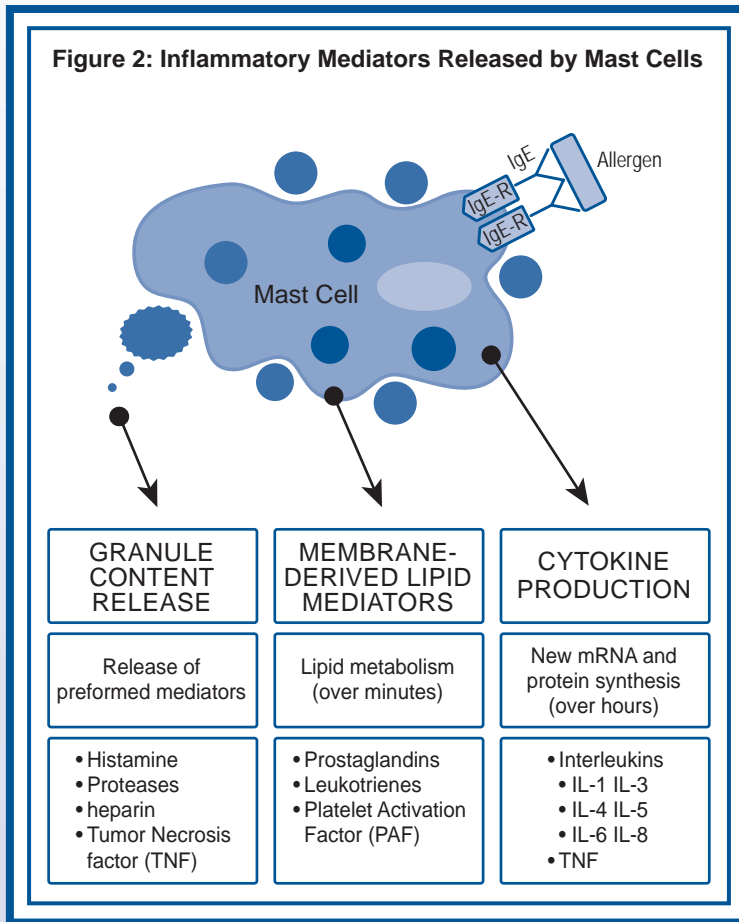 Figure 2: Inflammatory Mediators Released by Mast Cells
IgE
Allergen
IgE-R
IgE-R
Mast Cell
GRANULE
CONTENT
RELEASE
MEMBRANE-
DERIVED LIPID
MEDIATORS
CYTOKINE
PRODUCTION
Release of
preformed mediators
Lipid metabolism
(over minutes)
New mRNA and
protein synthesis
(over hours)
• Histamine
• Proteases
• heparin
• Tumor Necrosis
factor (TNF)
• Prostaglandins
• Leukotrienes
• Platelet Activation
Factor (PAF)
• Interleukins
• IL-1 IL-3
• IL-4 IL-5
• IL-6 IL-8
• TNF